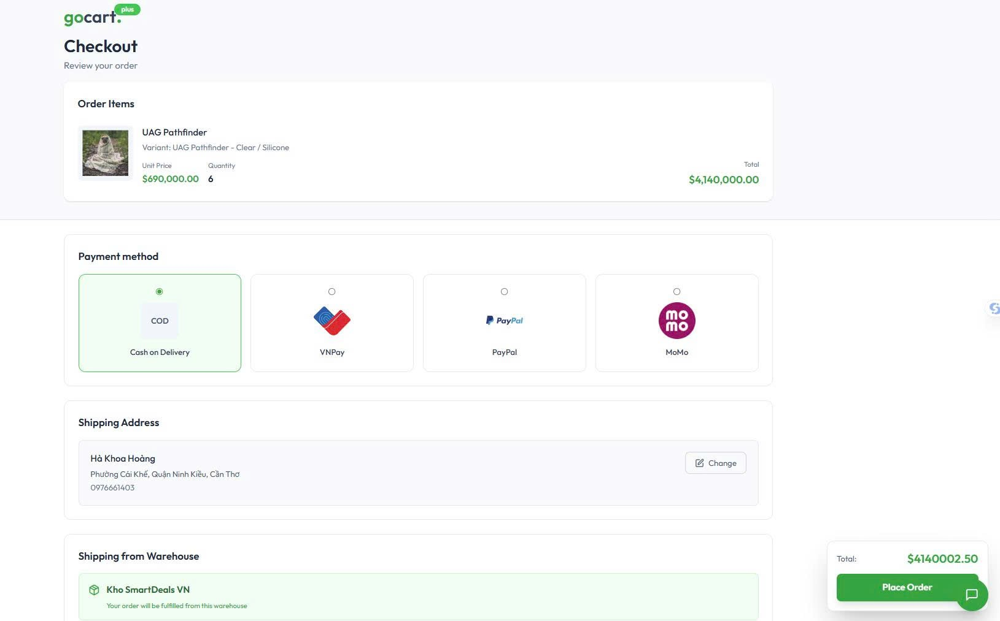 gocart.
plus
Checkout
Review your order
Order Items
UAG Pathfinder
Variant: UAG Pathfinder - Clear / Silicone
Unit Price Quantity Total
$690,000.00 6 $4,140,000.00
Payment method
COD
Cash on Delivery
VNPay
PayPal
PayPal
MOMO
MoMo
Shipping Address
Hà Khoa Hoàng
Phường Cái Khế, Quận Ninh Kiều, Cần Thơ
0976661403
Change
Shipping from Warehouse
Kho SmartDeals VN
Your order will be fulfilled from this warehouse
Total: $4140002.50
Place Order